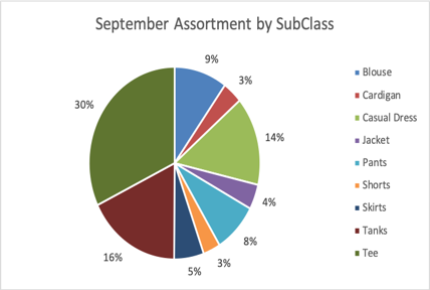 September Assortment by SubClass
9%
3%
14%
4%
8%
3%
5%
16%
30%
Blouse
Cardigan
Casual Dress
Jacket
Pants
Shorts
Skirts
Tanks
Tee